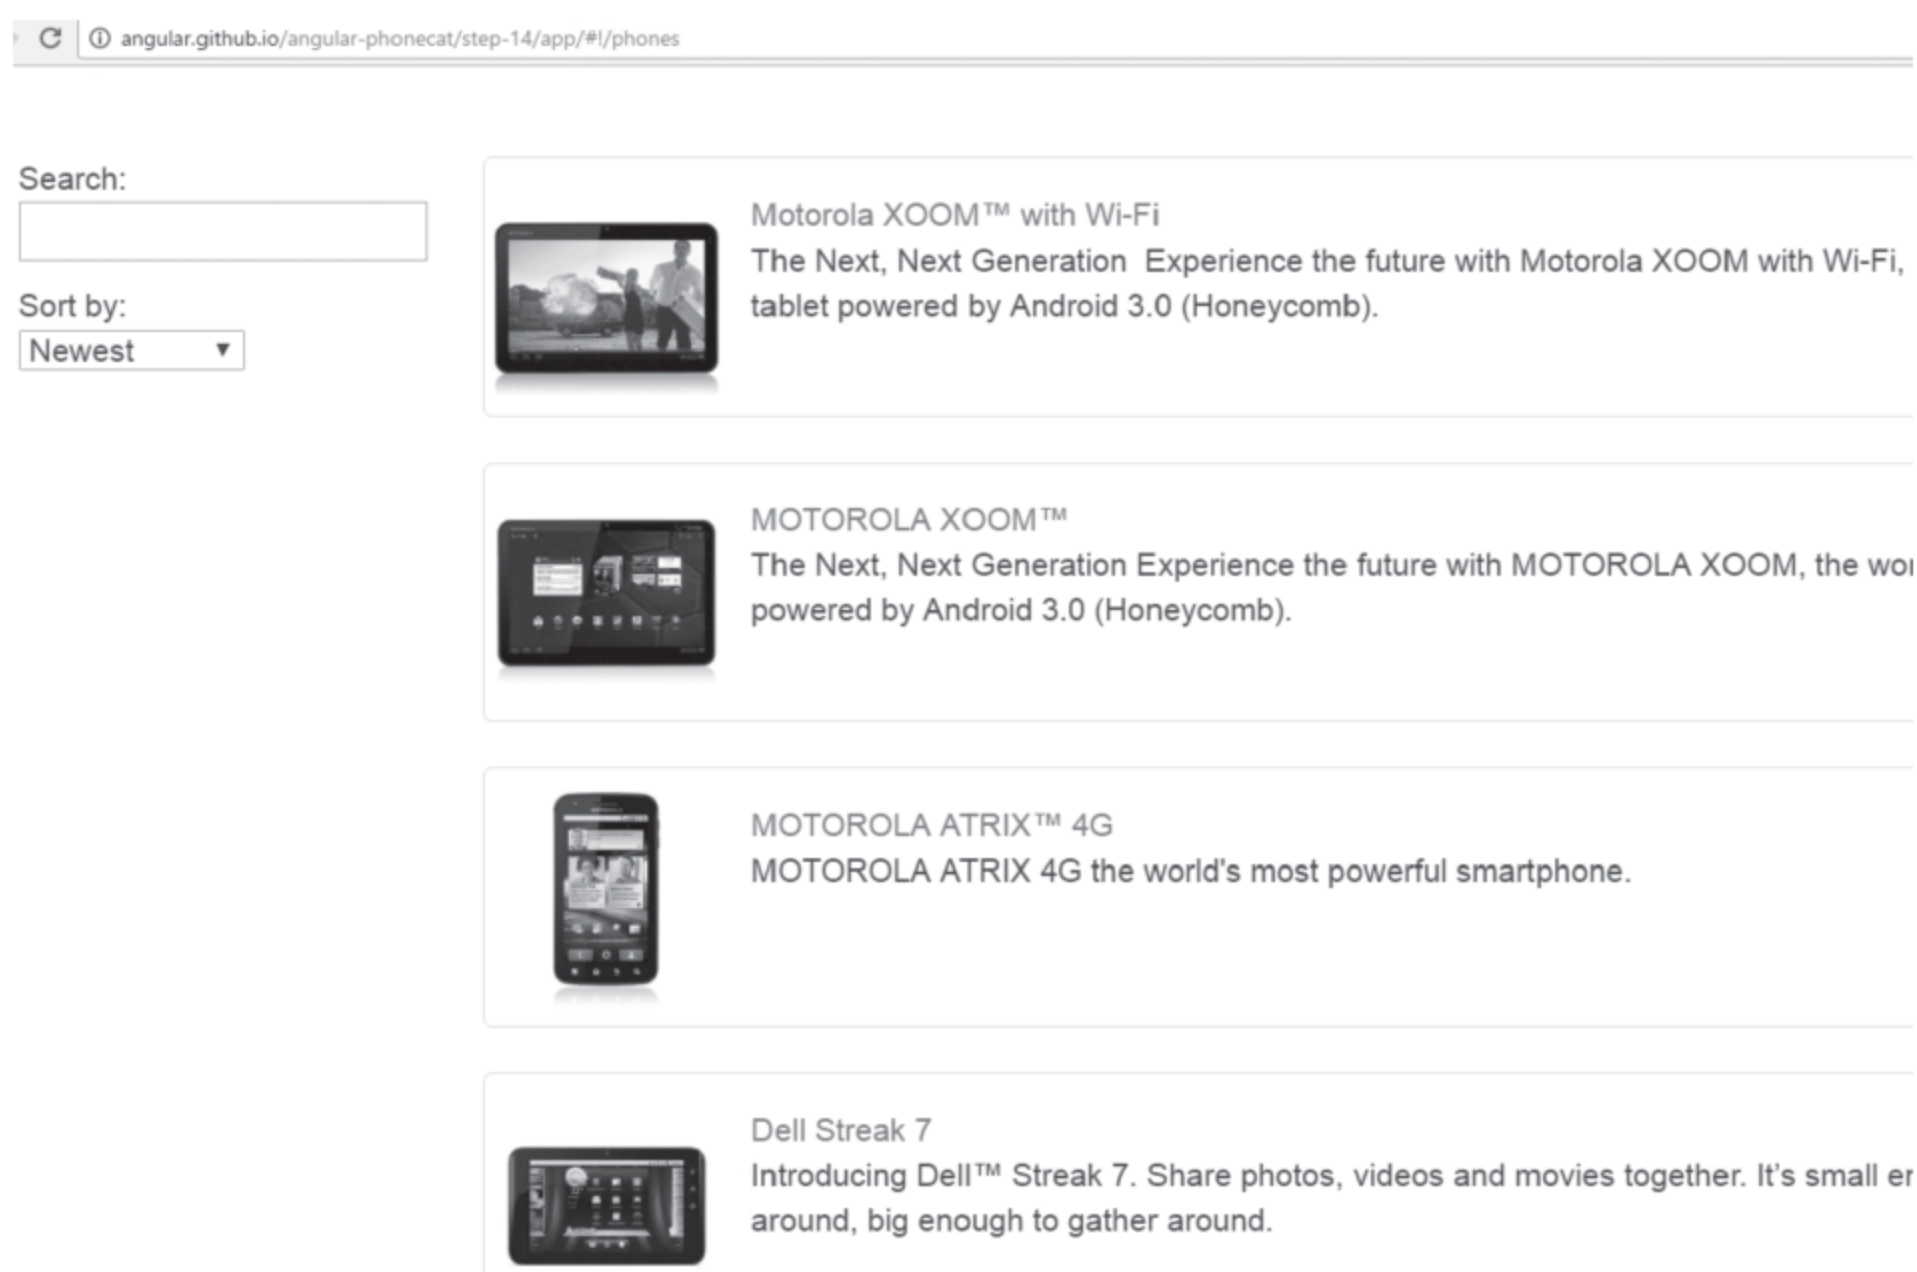 angular.github.io/angular-phonecat/step-14/app/#!/phones
Search:
Sort by:
Newest
Motorola XOOM™ with Wi-Fi
The Next, Next Generation Experience the future with Motorola XOOM with Wi-Fi,
tablet powered by Android 3.0 (Honeycomb).
MOTOROLA XOOM™
The Next, Next Generation Experience the future with MOTOROLA XOOM, the
powered by Android 3.0 (Honeycomb).
MOTOROLA ATRIX™ 4G
MOTOROLA ATRIX 4G the world's most powerful smartphone.
Dell Streak 7
Introducing Dell™ Streak 7. Share photos, videos and movies together. It’s small
around, big enough to gather around.